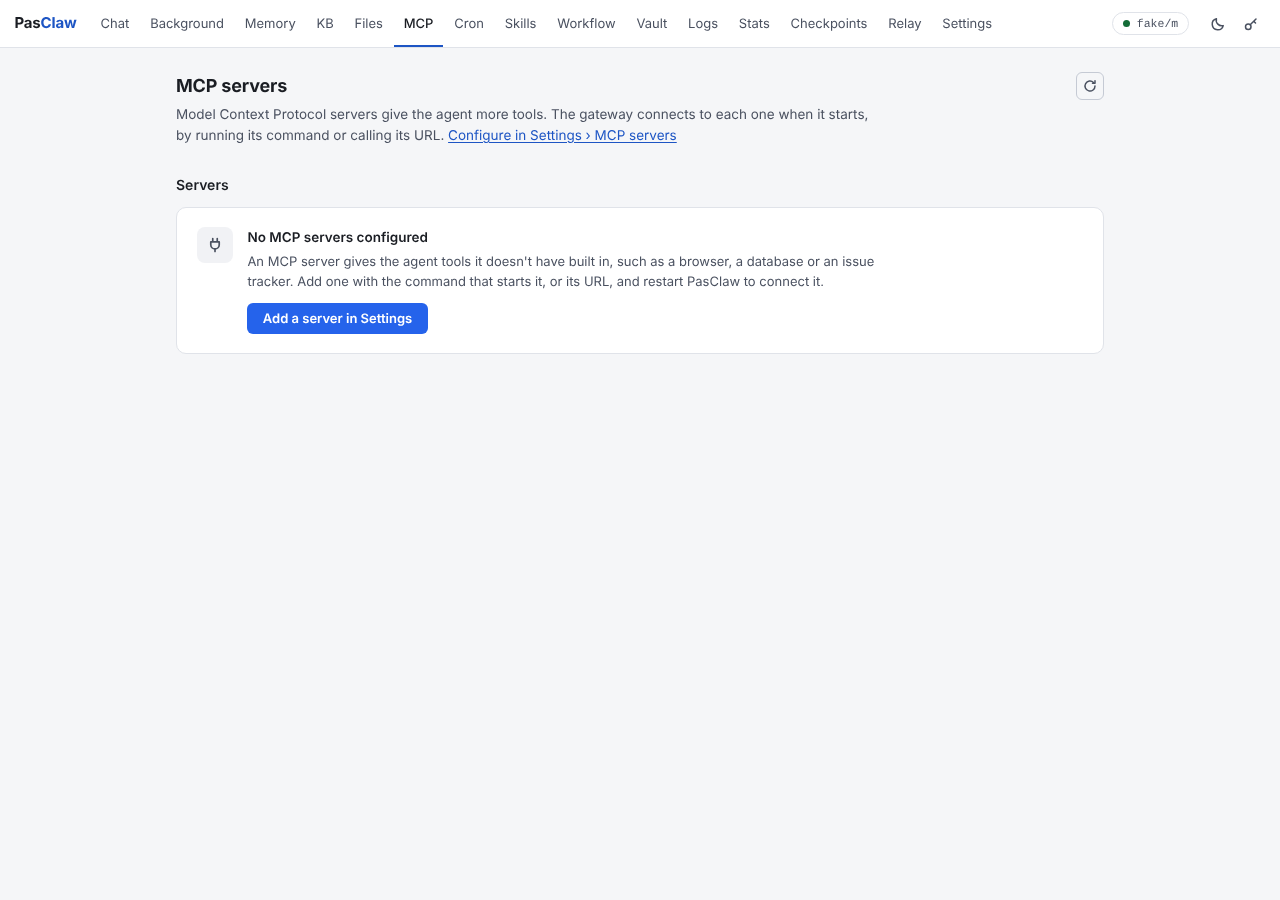 PasClaw Chat Background Memory KB Files MCP Cron Skills Workflow Vault Logs Stats Checkpoints Relay Settings fake/m
MCP servers
Model Context Protocol servers give the agent more tools. The gateway connects to each one when it starts,
by running its command or calling its URL. Configure in Settings › MCP servers
Servers
No MCP servers configured
An MCP server gives the agent tools it doesn't have built in, such as a browser, a database or an issue
tracker. Add one with the command that starts it, or its URL, and restart PasClaw to connect it.
Add a server in Settings